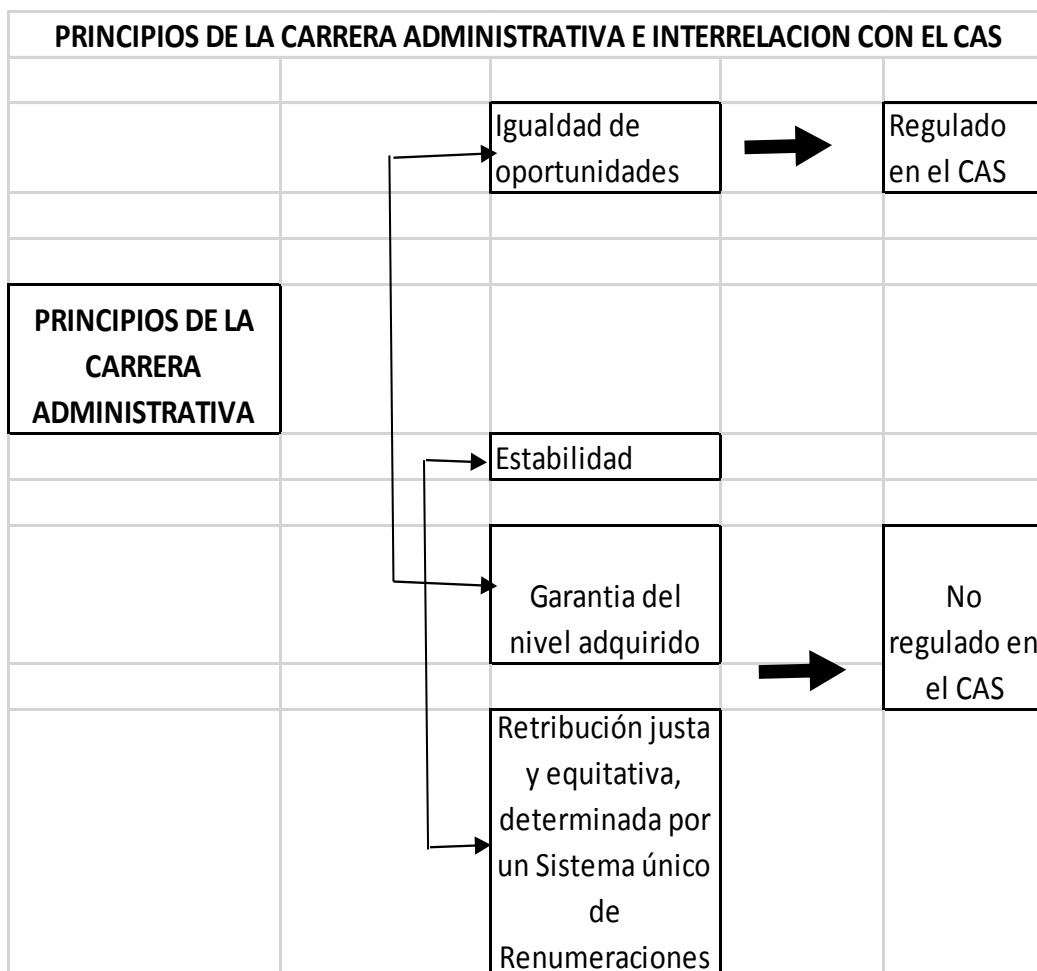 PRINCIPIOS DE LA CARRERA ADMINISTRATIVA E INTERRELACION CON EL CAS
Igualdad de
oportunidades
Regulado
en el CAS
PRINCIPIOS DE LA
CARRERA
ADMINISTRATIVA
Estabilidad
Garantia del
nivel adquirido
No
regulado en
el CAS
Retribución justa
y equitativa,
determinada por
un Sistema único
de
Renumeraciones